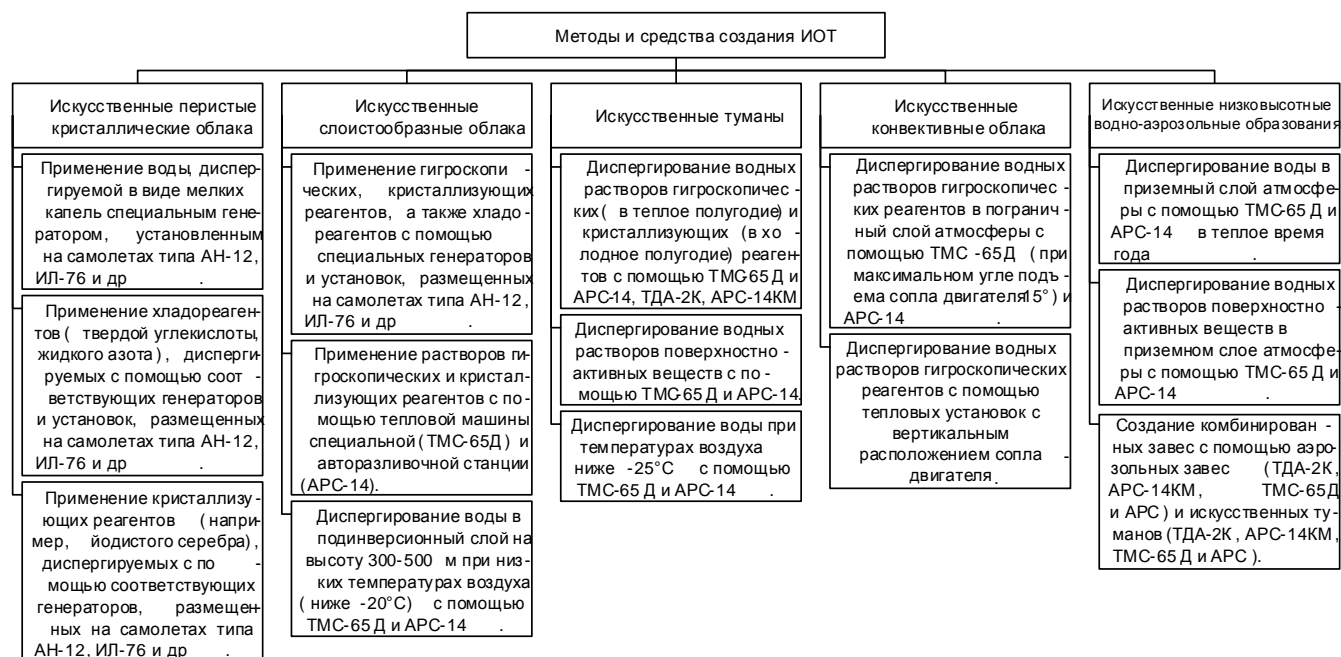 Методы и средства создания ИОТ
Искусственные перистые
кристаллические облака
Применение воды, диспер-
гируемой в виде мелких
капель специальным гене-
ратором, установленным
на самолетах типа АН-12,
ИЛ-76 и др .
Применение хладореаген-
тов ( твердой углекислоты,
жидкого азота ), дисперги-
руемых с помощью соот -
ветствующих генераторов
и установок, размещенных
на самолетах типа АН-12,
ИЛ-76 и др .
Применение кристаллизу -
ющих реагентов ( напри-
мер, йодистого серебра),
диспергируемых с по -
мощью соответствующих
генераторов, размещен-
ных на самолетах типа
АН-12, ИЛ-76 и др .
Искусственные
слоистообразные облака
Применение гигроскопи -
ческих, кристаллизующих
реагентов, а также хладо -
реагентов с помощью
специальных генераторов
и установок, размещенных
на самолетах типа АН-12,
ИЛ-76 и др .
Применение растворов ги-
гроскопических и кристал-
лизующих реагентов с по-
мощью тепловой машины
специальной ( ТМС-65Д) и
авторазливочной станции
(АРС-14).
Диспергирование воды в
подинверсионный слой на
высоту 300-500 м при низ-
ких температурах воздуха
( ниже -20°С) с помощью
ТМС-65 Д и АРС-14 .
Искусственные туманы
Диспергирование водных
растворов гигроскопичес -
ких ( в теплое полугодие) и
кристаллизующих (в хо -
лодное полугодие) реаген-
тов с помощью ТМС-65 Д и
АРС-14, ТДА-2К, АРС-14КМ
Диспергирование водных
растворов поверхностно -
активных веществ с по -
мощью ТМС-65 Д и АРС-14.
Диспергирование воды при
температурах воздуха
ниже -25°С с помощью
ТМС-65 Д и АРС-14 .
Искусственные
конвективные облака
Диспергирование водных
растворов гигроскопичес -
ких реагентов в погранич -
ный слой атмосферы с
помощью ТМС -65 Д ( при
максимальном угле подъ -
ема сопла двигателя 15° ) и
АРС-14 .
Диспергирование водных
растворов гигроскопических
реагентов с помощью
тепловых установок с
вертикальным
расположением сопла -
двигателя .
Искусственные низковысотные
водно-аэрозольные образования
Диспергирование воды в
приземный слой атмосфе-
ры с помощью ТМС-65 Д и
АРС-14 в теплое время
года .
Диспергирование водных
растворов поверхностно -
активных веществ в
приземном слое атмосфе-
ры с помощью ТМС-65 Д и
АРС-14 .
Создание комбинирован -
ных завес с помощью аэро-
зольных завес ( ТДА-2К ,
АРС-14КМ, ТМС-65Д
и АРС ) и искусственных ту-
манов ( ТДА-2К , АРС-14КМ,
ТМС-65 Д и АРС ).